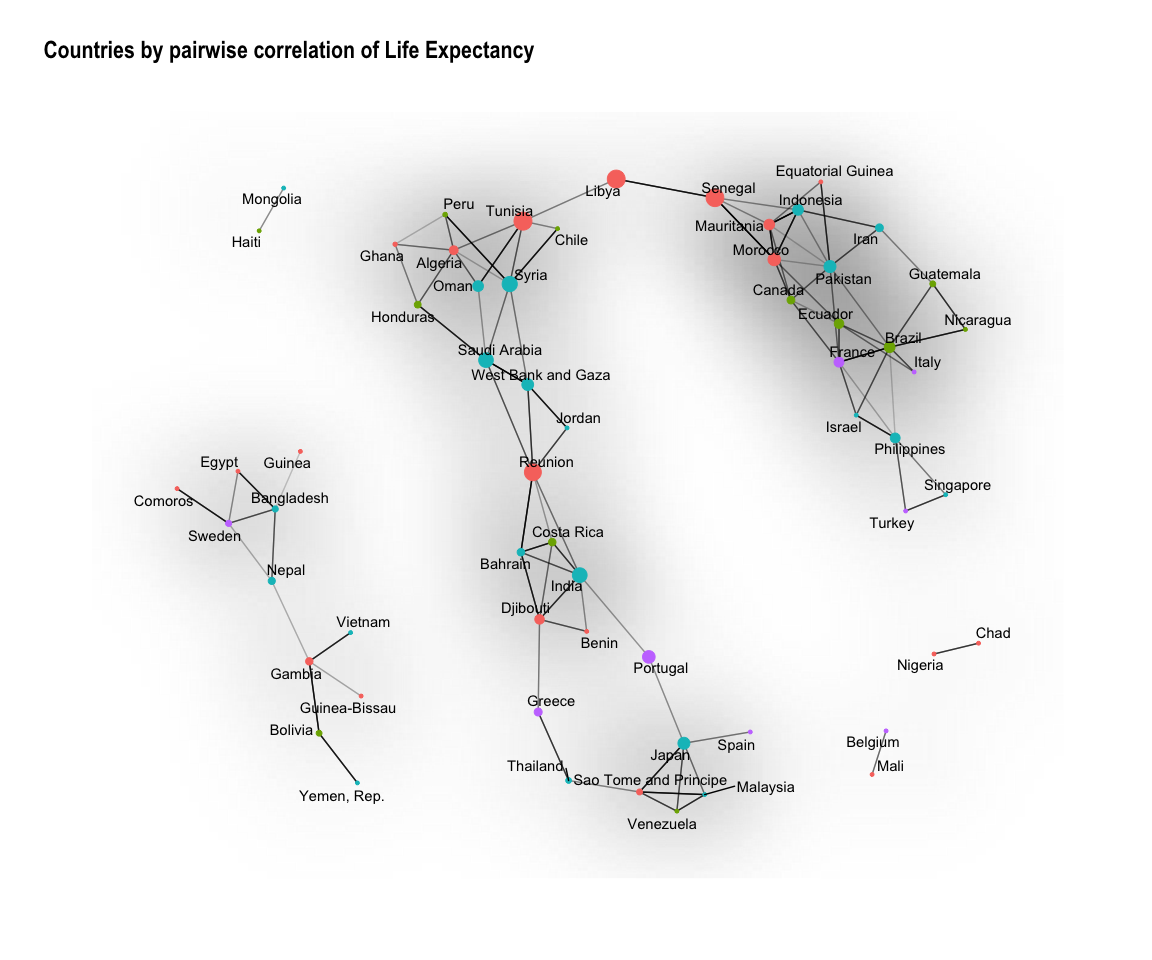 Countries by pairwise correlation of Life Expectancy
Equatorial Guinea
Senegal
Libya
Mongolia
Indonesia
Peru
Tunisia
Mauritania
Haiti
Chile
Iran
Ghana
Algeria
Morocco
Syria
Pakistan
Guatemala
Oman
Canada
Honduras
Ecuador
Nicaragua
Brazil
Saudi Arabia
France
Italy
West Bank and Gaza
Jordan
Israel
Philippines
Egypt
Guinea
Reunion
Singapore
Comoros
Bangladesh
Turkey
Sweden
Costa Rica
Bahrain
Nepal
India
Djibouti
Vietnam
Chad
Benin
Nigeria
Portugal
Gambia
Greece
Guinea-Bissau
Bolivia
Belgium
Spain
Japan
Thailand
Mali
Sao Tome and Principe
Malaysia
Yemen, Rep.
Venezuela